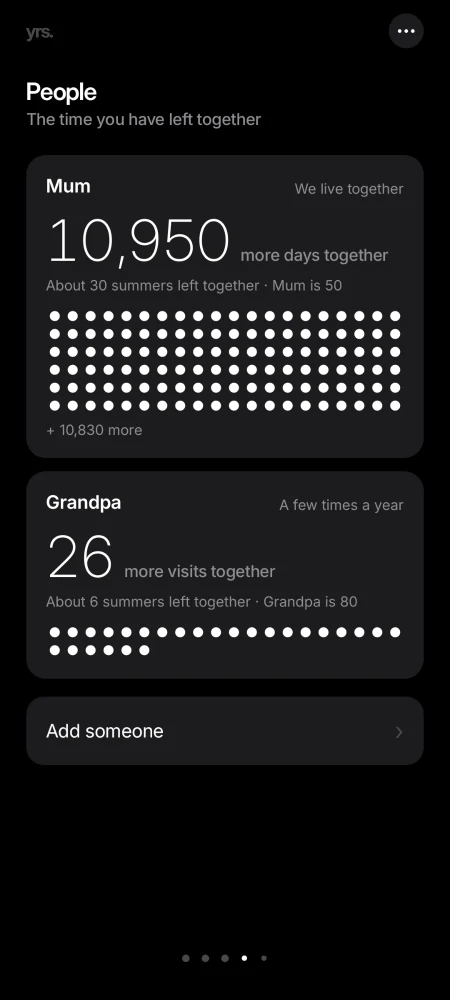 yrs.
People
The time you have left together
Mum
We live together
10,950 more days together
About 30 summers left together · Mum is 50
+ 10,830 more
Grandpa
A few times a year
26 more visits together
About 6 summers left together · Grandpa is 80
Add someone